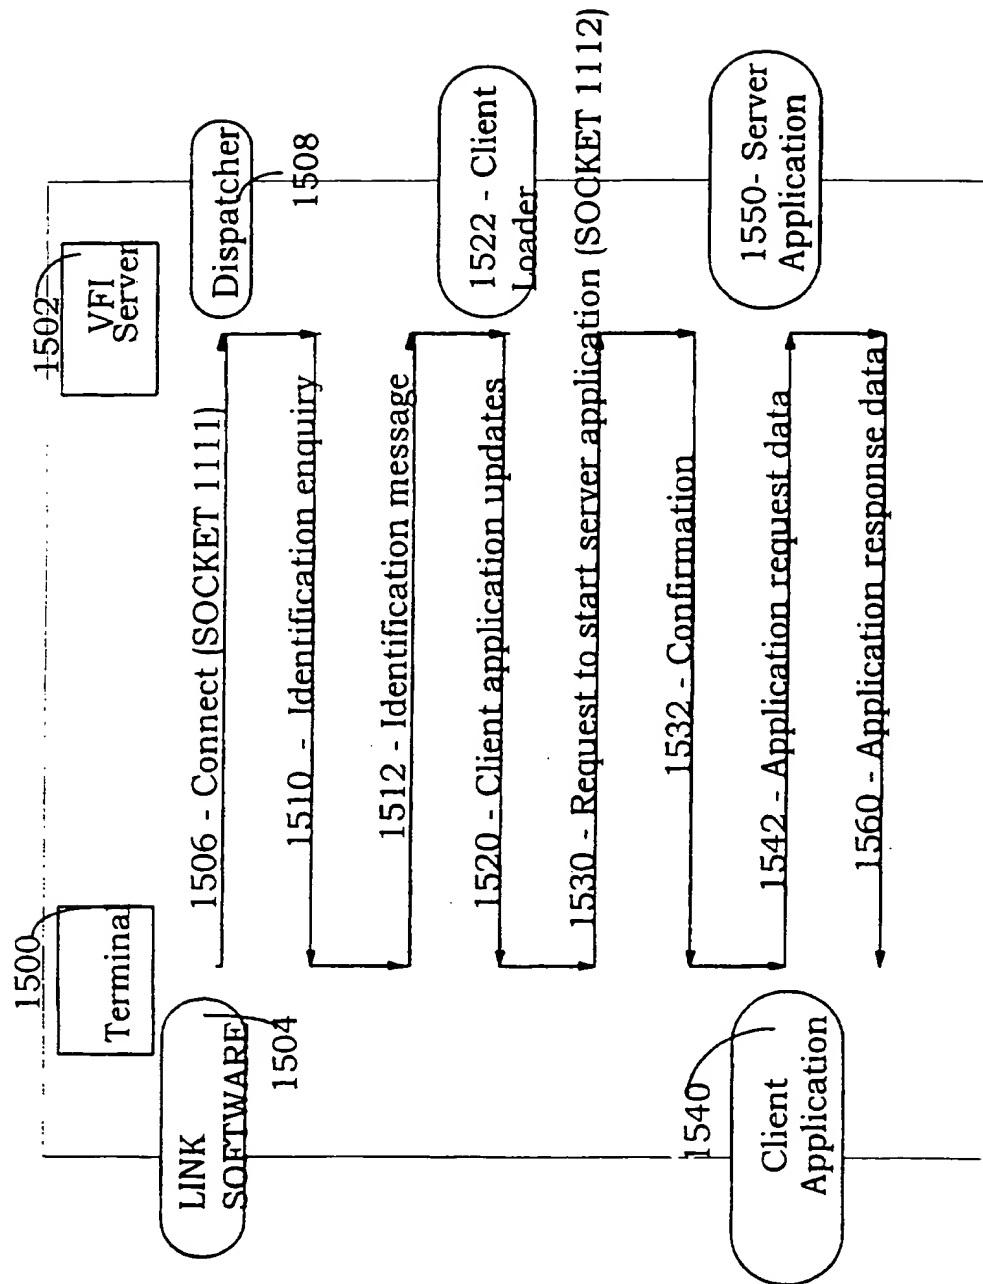 1500
Terminal
1502
VFI
Server
LINK
SOFTWARE
1504
1506 - Connect (SOCKET 1111)
Dispatcher
1508
1510 - Identification enquiry
1512 - Identification message
1520 - Client application updates
1522 - Client
Loader
1530 - Request to start server application (SOCKET 1112)
1532 - Confirmation
1540
Client
Application
1542 - Application request data
1550- Server
Application
1560 - Application response data